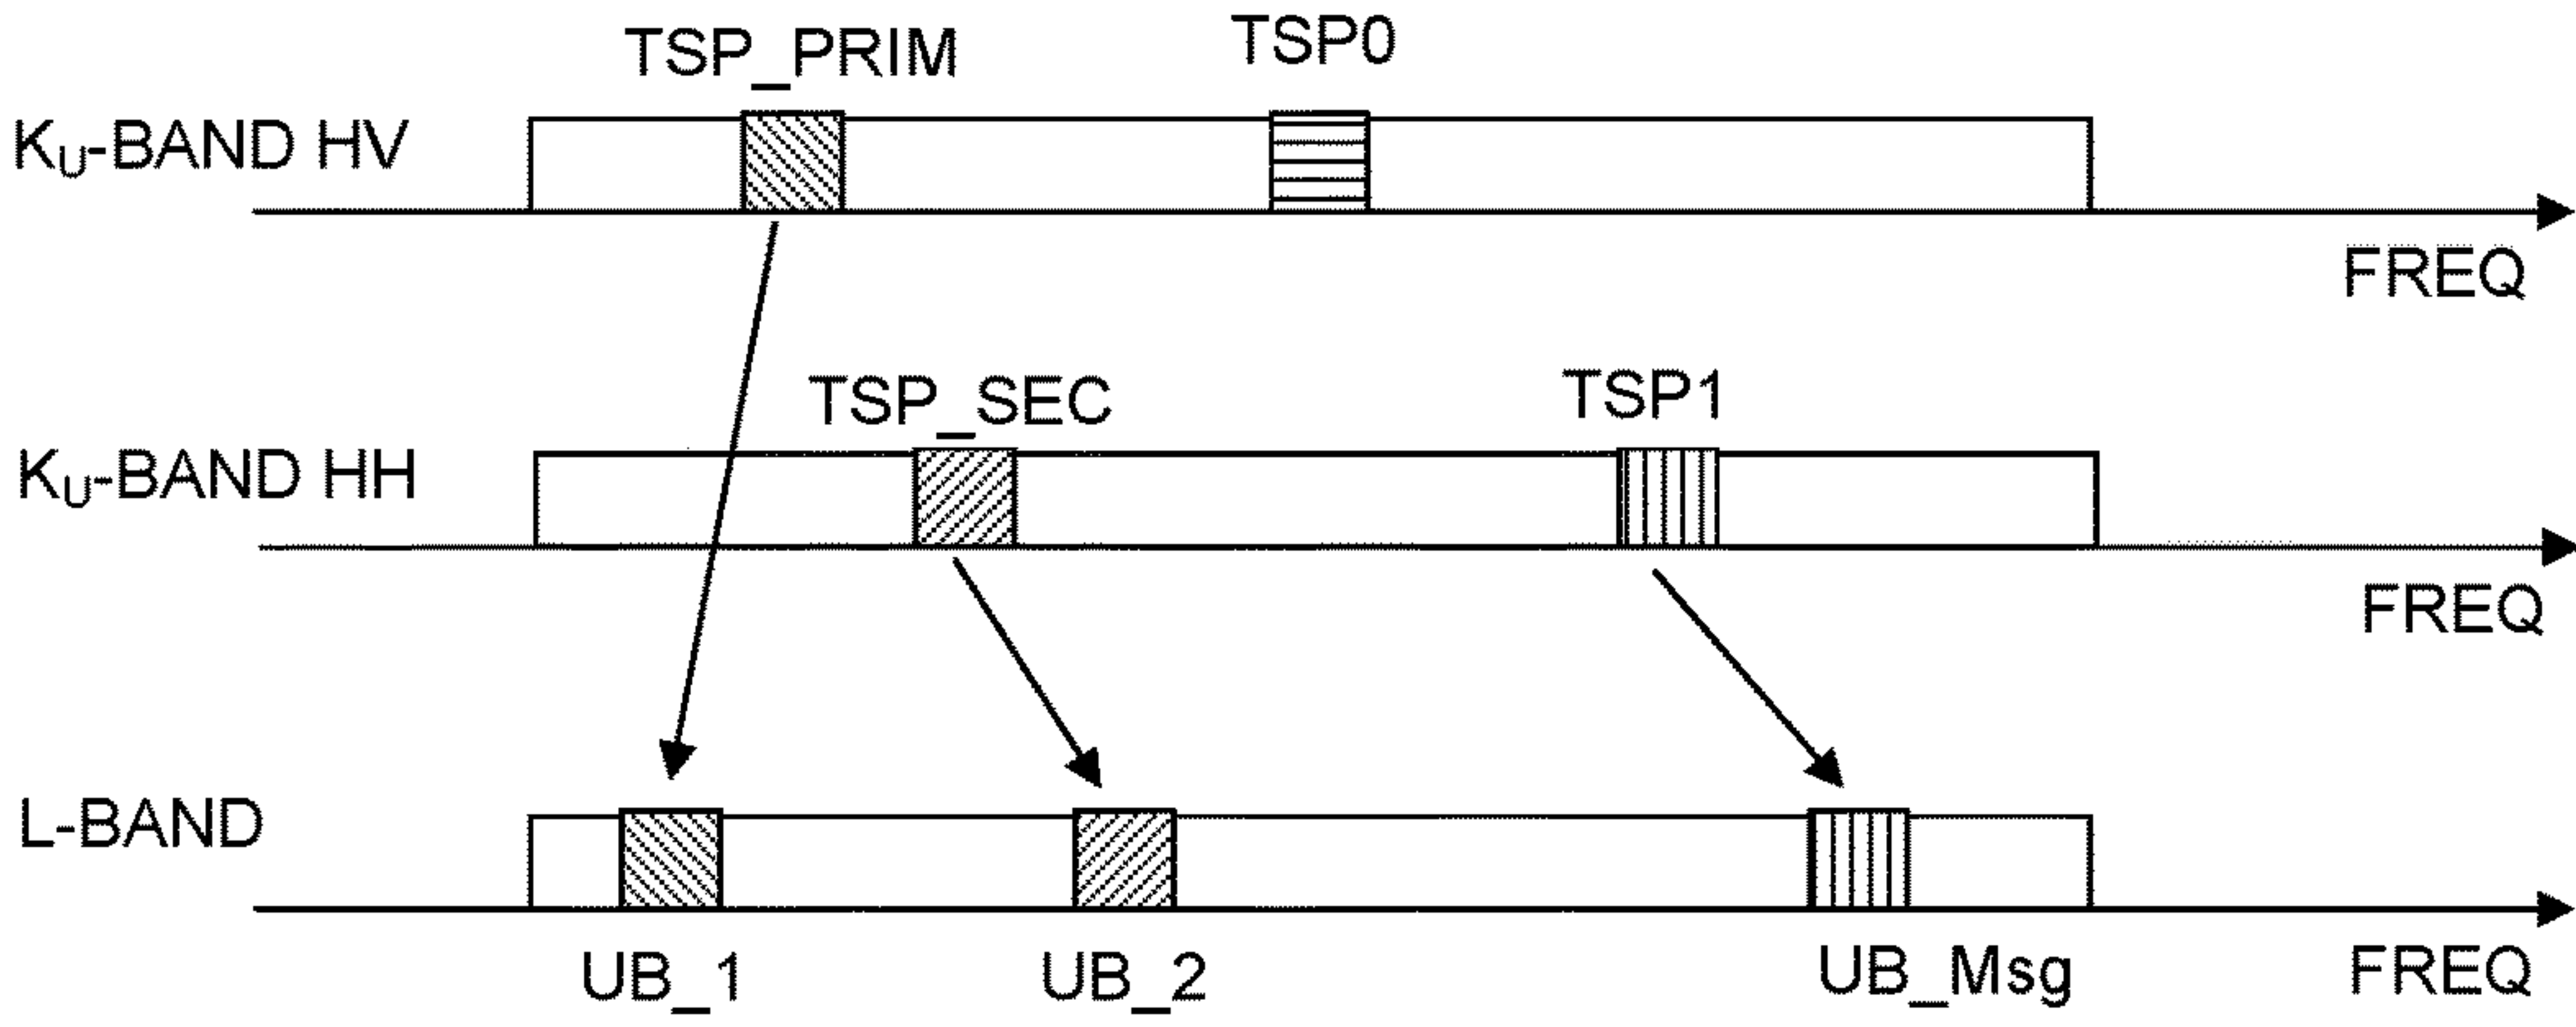 TSP_PRIM
TSP0
KU-BAND HV
FREQ
TSP_SEC
TSP1
KU-BAND HH
FREQ
L-BAND
UB_1
UB_2
UB_Msg
FREQ